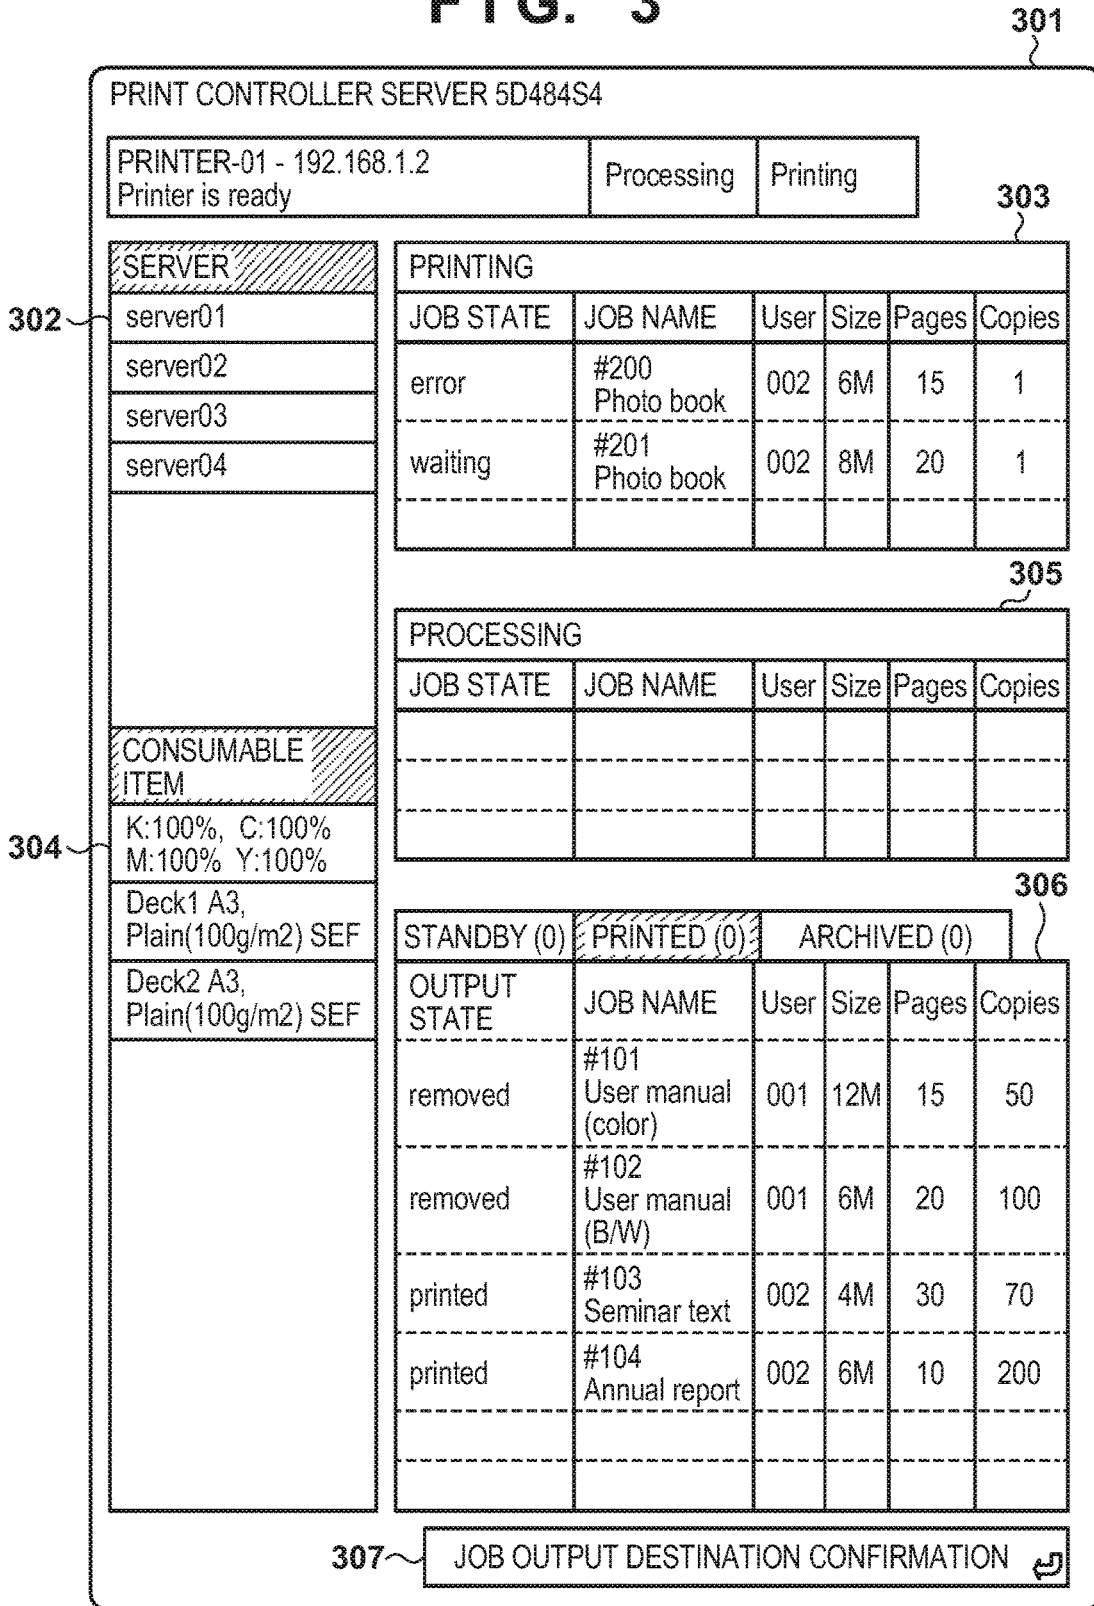 FIG. 3
301
PRINT CONTROLLER SERVER 5D484S4
PRINTER-01 - 192.168.1.2
Printer is ready
Processing
Printing
303
SERVER
302
server01
server02
server03
server04
PRINTING
JOB STATE JOB NAME User Size Pages Copies
error #200 Photo book 002 6M 15 1
waiting #201 Photo book 002 8M 20 1
305
PROCESSING
JOB STATE JOB NAME User Size Pages Copies
CONSUMABLE
ITEM
304
K:100%, C:100%
M:100% Y:100%
Deck1 A3,
Plain(100g/m2) SEF
Deck2 A3,
Plain(100g/m2) SEF
306
STANDBY (0) PRINTED (0) ARCHIVED (0)
OUTPUT STATE JOB NAME User Size Pages Copies
removed #101 User manual (color) 001 12M 15 50
removed #102 User manual (B/W) 001 6M 20 100
printed #103 Seminar text 002 4M 30 70
printed #104 Annual report 002 6M 10 200
307
JOB OUTPUT DESTINATION CONFIRMATION